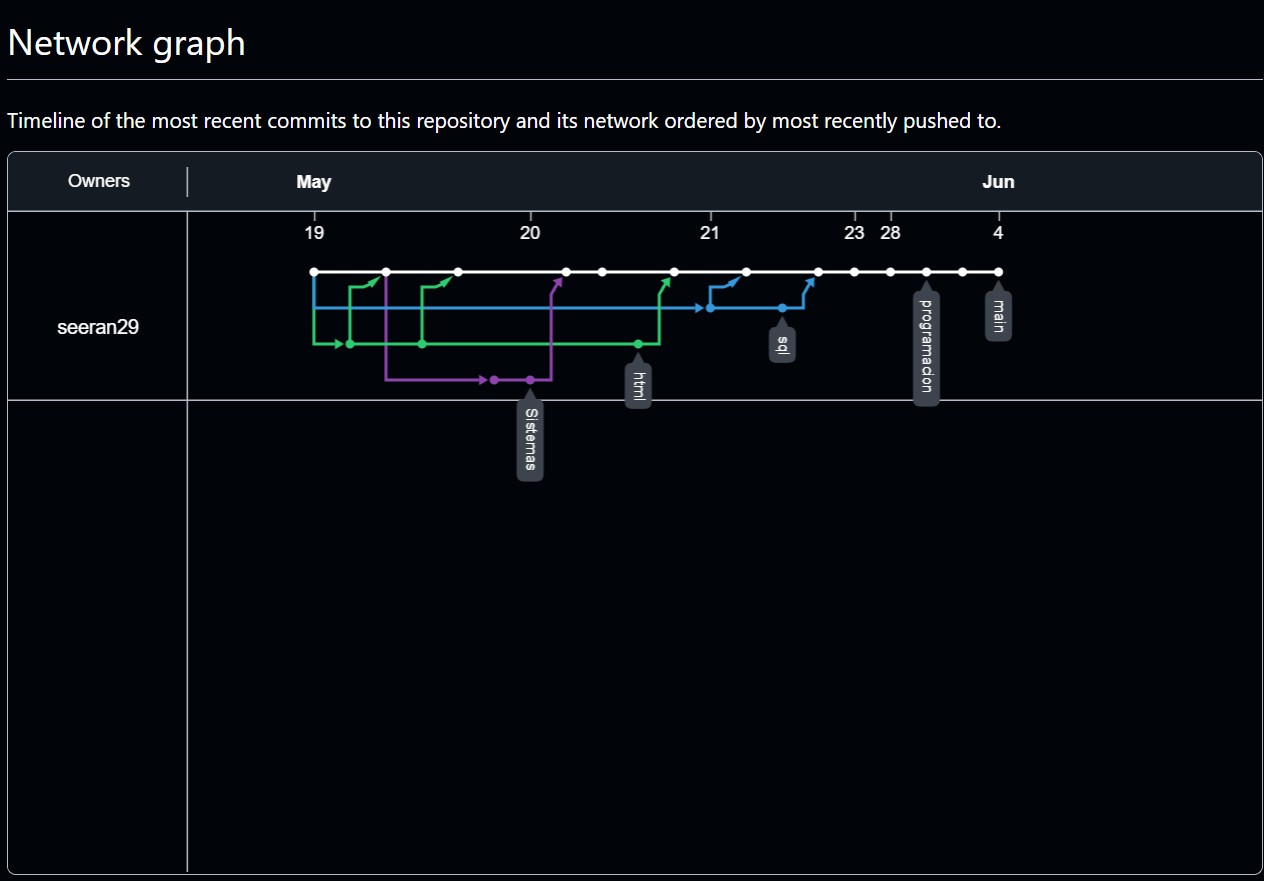 Network graph
Timeline of the most recent commits to this repository and its network ordered by most recently pushed to.
Owners
May
Jun
19
20
21
23
28
4
seeran29
programacion
main
sql
html
Sistemas